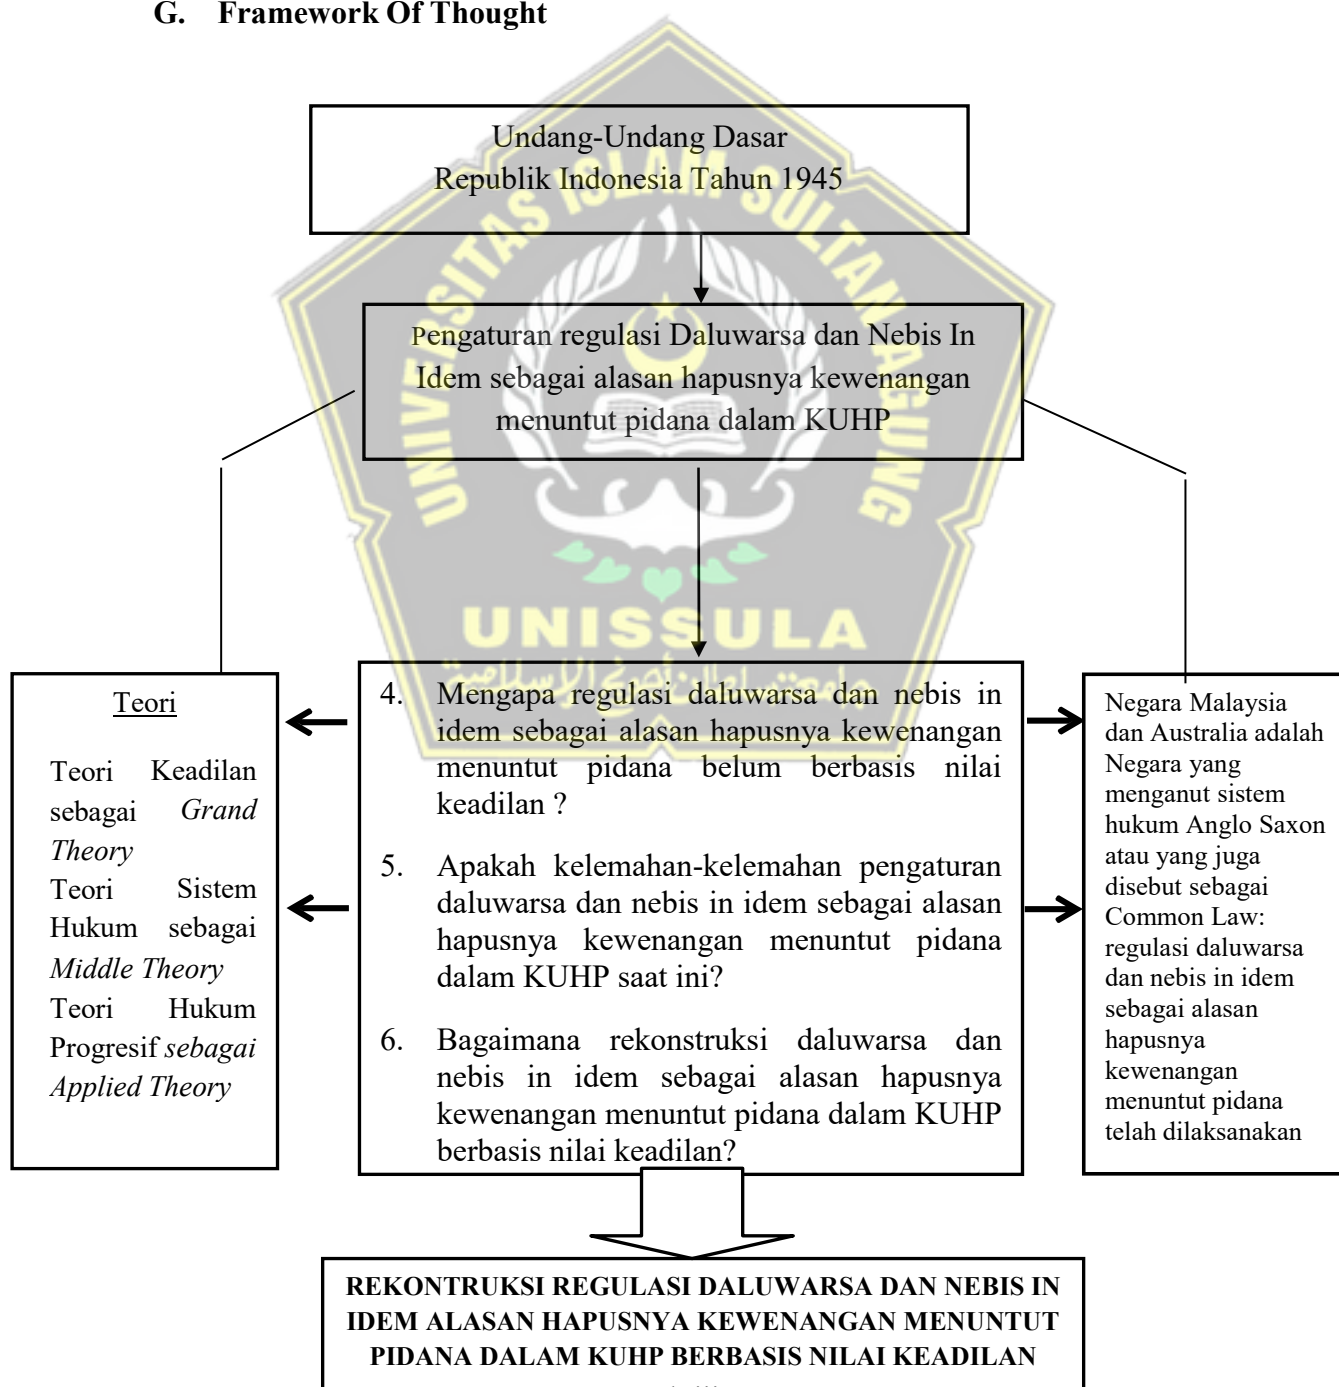 G. Framework Of Thought
Undang-Undang Dasar
Republik Indonesia Tahun 1945
UNIVERSITAS ISLAM SULTAN AGUNG
Pengaturan regulasi Daluwarsa dan Nebis In
Idem sebagai alasan hapusnya kewenangan
menuntut pidana dalam KUHP
UNISSULA
جامعتسلطان أجونج الإسلامية
Teori
Teori Keadilan
sebagai Grand
Theory
Teori Sistem
Hukum sebagai
Middle Theory
Teori Hukum
Progresif sebagai
Applied Theory
4. Mengapa regulasi daluwarsa dan nebis in
idem sebagai alasan hapusnya kewenangan
menuntut pidana belum berbasis nilai
keadilan ?
5. Apakah kelemahan-kelemahan pengaturan
daluwarsa dan nebis in idem sebagai alasan
hapusnya kewenangan menuntut pidana
dalam KUHP saat ini?
6. Bagaimana rekonstruksi daluwarsa dan
nebis in idem sebagai alasan hapusnya
kewenangan menuntut pidana dalam KUHP
berbasis nilai keadilan?
Negara Malaysia
dan Australia adalah
Negara yang
menganut sistem
hukum Anglo Saxon
atau yang juga
disebut sebagai
Common Law:
regulasi daluwarsa
dan nebis in idem
sebagai alasan
hapusnya
kewenangan
menuntut pidana
telah dilaksanakan
REKONTRUKSI REGULASI DALUWARSA DAN NEBIS IN
IDEM ALASAN HAPUSNYA KEWENANGAN MENUNTUT
PIDANA DALAM KUHP BERBASIS NILAI KEADILAN